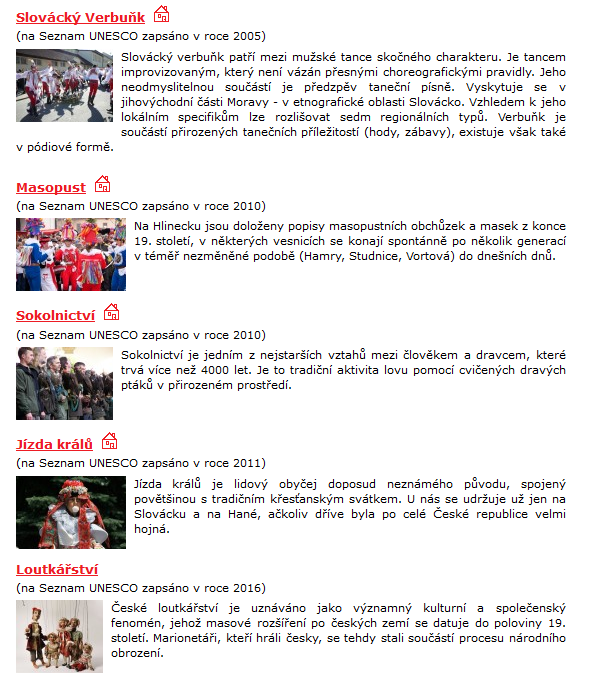 Slovácký Verbuňk
(na Seznam UNESCO zapsáno v roce 2005)
Slovácký verbuňk patří mezi mužské tance skočného charakteru. Je tancem
improvizovaným, který není vázán přesnými choreografickými pravidly. Jeho
neodmyslitelnou součástí je předzpěv taneční písně. Vyskytuje se v
jihovýchodní části Moravy - v etnografické oblasti Slovácko. Vzhledem k jeho
lokálním specifikům lze rozlišovat sedm regionálních typů. Verbuňk je
součástí přirozených tanečních příležitostí (hody, zábavy), existuje však také
v pódiové formě.
Masopust
(na Seznam UNESCO zapsáno v roce 2010)
Na Hlinecku jsou doloženy popisy masopustních obchůzek a masek z konce
19. století, v některých vesnicích se konají spontánně po několik generací
v téměř nezměněné podobě (Hamry, Studnice, Vortová) do dnešních dnů.
Sokolnictví
(na Seznam UNESCO zapsáno v roce 2010)
Sokolnictví je jedním z nejstarších vztahů mezi člověkem a dravcem, které
trvá více než 4000 let. Je to tradiční aktivita lovu pomocí cvičených dravých
ptáků v přirozeném prostředí.
Jízda králů
(na Seznam UNESCO zapsáno v roce 2011)
Jízda králů je lidový obyčej doposud neznámého původu, spojený
povětšinou s tradičním křesťanským svátkem. U nás se udržuje už jen na
Slovácku a na Hané, ačkoliv dříve byla po celé České republice velmi
hojná.
Loutkářství
(na Seznam UNESCO zapsáno v roce 2016)
České loutkářství je uznáváno jako významný kulturní a společenský
fenomén, jehož masové rozšíření po českých zemí se datuje do poloviny 19.
století. Marionetáři, kteří hráli česky, se tehdy stali součástí procesu národního
obrození.